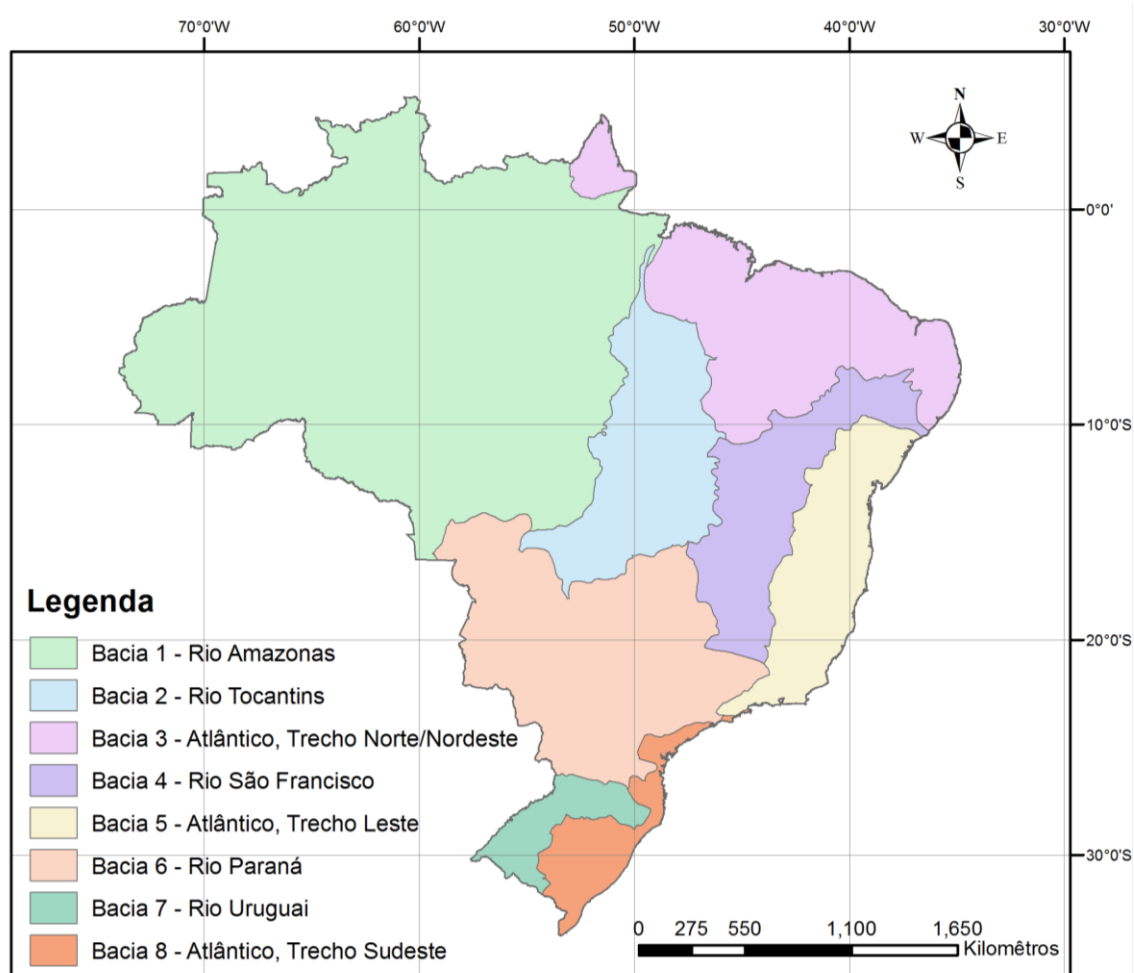 70°0'W 60°0'W 50°0'W 40°0'W 30°0'W
N
W E
S
0°0'
10°0'S
20°0'S
30°0'S
Legenda
Bacia 1 - Rio Amazonas
Bacia 2 - Rio Tocantins
Bacia 3 - Atlântico, Trecho Norte/Nordeste
Bacia 4 - Rio São Francisco
Bacia 5 - Atlântico, Trecho Leste
Bacia 6 - Rio Paraná
Bacia 7 - Rio Uruguai
Bacia 8 - Atlântico, Trecho Sudeste
0 275 550 1,100 1,650
Kilomêtros